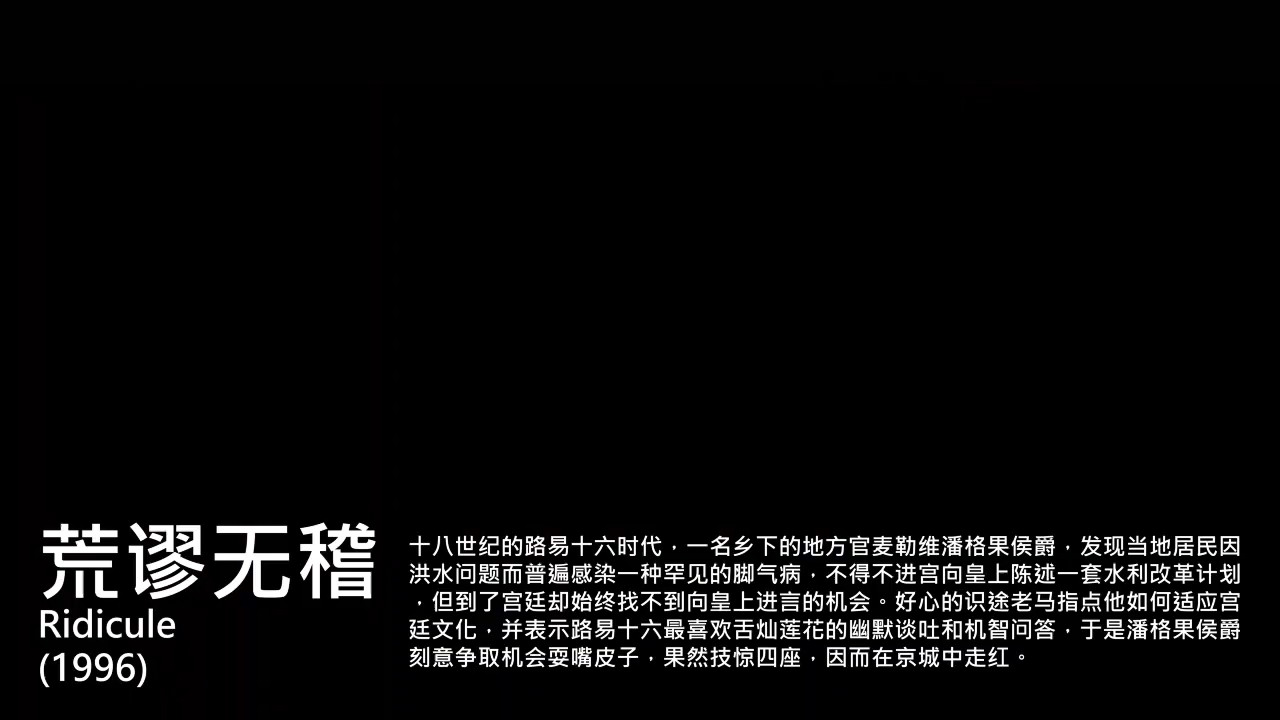 荒谬无稽
Ridicule
(1996)
十八世纪的路易十六时代，一名乡下的地方官麦勒维潘格果侯爵，发现当地居民因
洪水问题而普遍感染一种罕见的脚气病，不得不进宫向皇上陈述一套水利改革计划
，但到了宫廷却始终找不到向皇上进言的机会。好心的识途老马指点他如何适应宫
廷文化，并表示路易十六最喜欢舌灿莲花的幽默谈吐和机智问答，于是潘格果侯爵
刻意争取机会耍嘴皮子，果然技惊四座，因而在京城中走红。